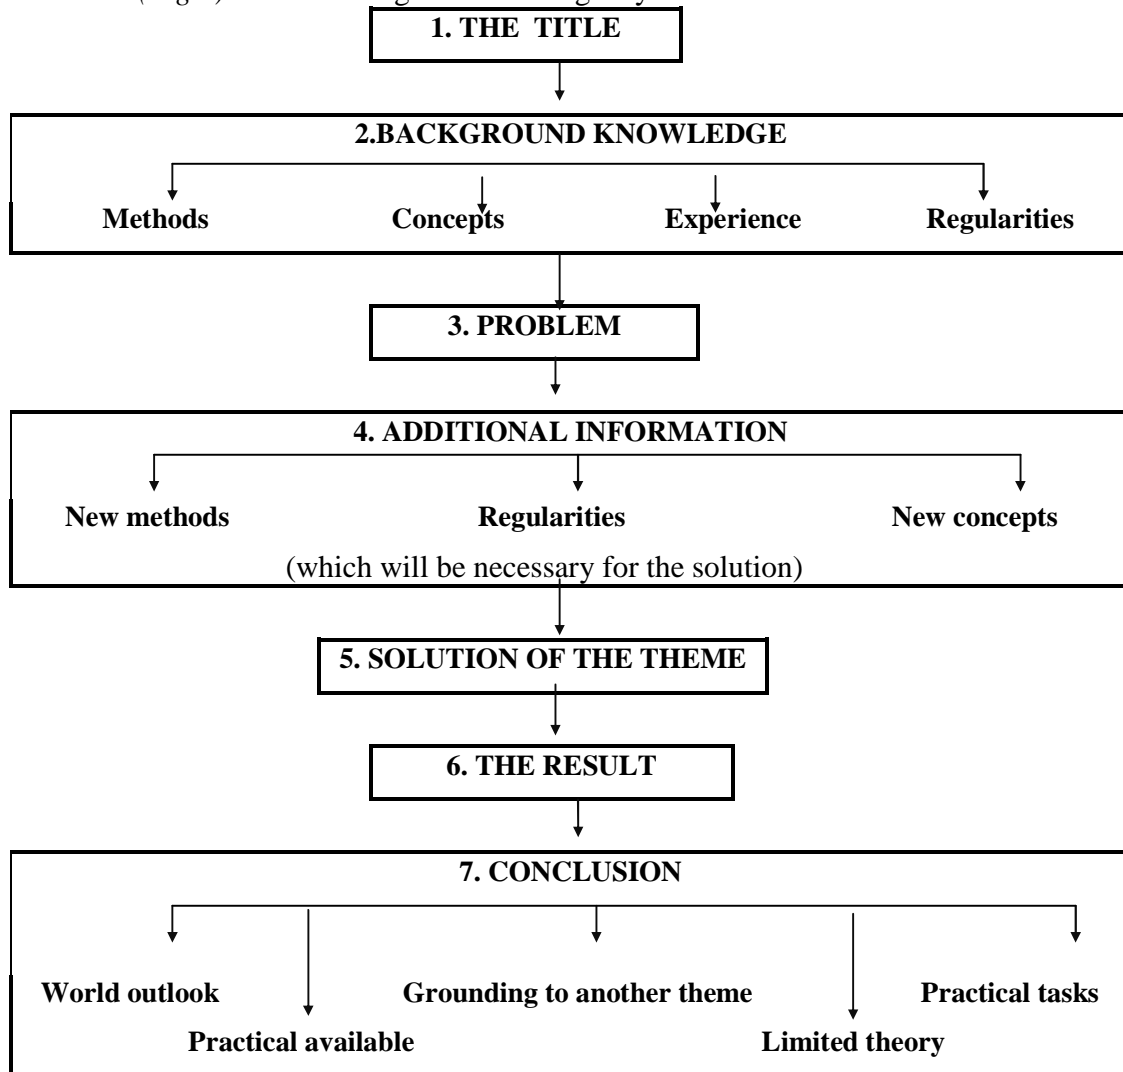 1. THE TITLE
2.BACKGROUND KNOWLEDGE
Methods Concepts Experience Regularities
3. PROBLEM
4. ADDITIONAL INFORMATION
New methods Regularities New concepts
(which will be necessary for the solution)
5. SOLUTION OF THE THEME
6. THE RESULT
7. CONCLUSION
World outlook Grounding to another theme Practical tasks
Practical available Limited theory